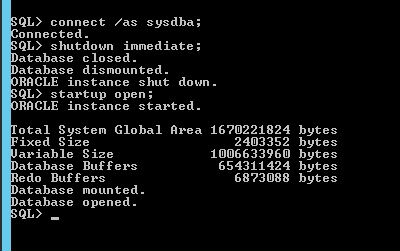 SQL> connect /as sysdba;
Connected.
SQL> shutdown immediate;
Database closed.
Database dismounted.
ORACLE instance shut down.
SQL> startup open;
ORACLE instance started.
Total System Global Area 1670221824 bytes
Fixed Size 2403352 bytes
Variable Size 1006633960 bytes
Database Buffers 654311424 bytes
Redo Buffers 6873088 bytes
Database mounted.
Database opened.
SQL> _